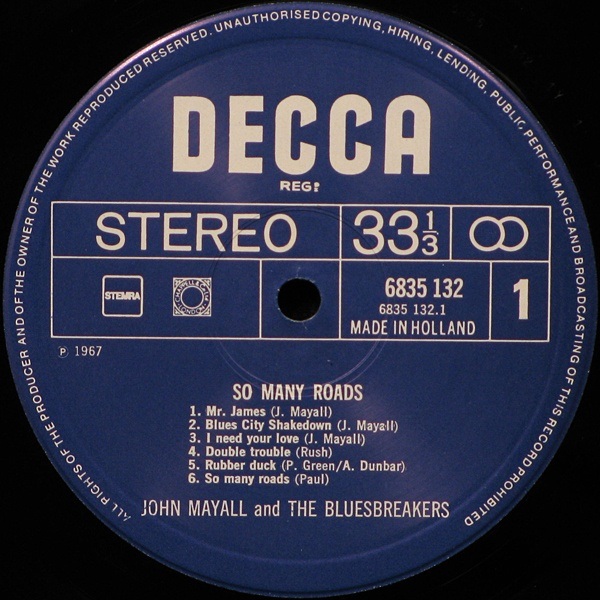 ALL RIGHTS OF THE PRODUCER AND OF THE OWNER OF THE WORK REPRODUCED RESERVED. UNAUTHORISED COPYING, HIRING, LENDING, PUBLIC PERFORMANCE AND BROADCASTING OF THIS RECORD PROHIBITED
DECCA
REG!
STEREO
33 1/3
STEMRA
6835 132
6835 132.1
MADE IN HOLLAND
1
℗ 1967
SO MANY ROADS
1. Mr. James (J. Mayall)
2. Blues City Shakedown (J. Mayall)
3. I need your love (J. Mayall)
4. Double trouble (Rush)
5. Rubber duck (P. Green/A. Dunbar)
6. So many roads (Paul)
JOHN MAYALL and THE BLUESBREAKERS